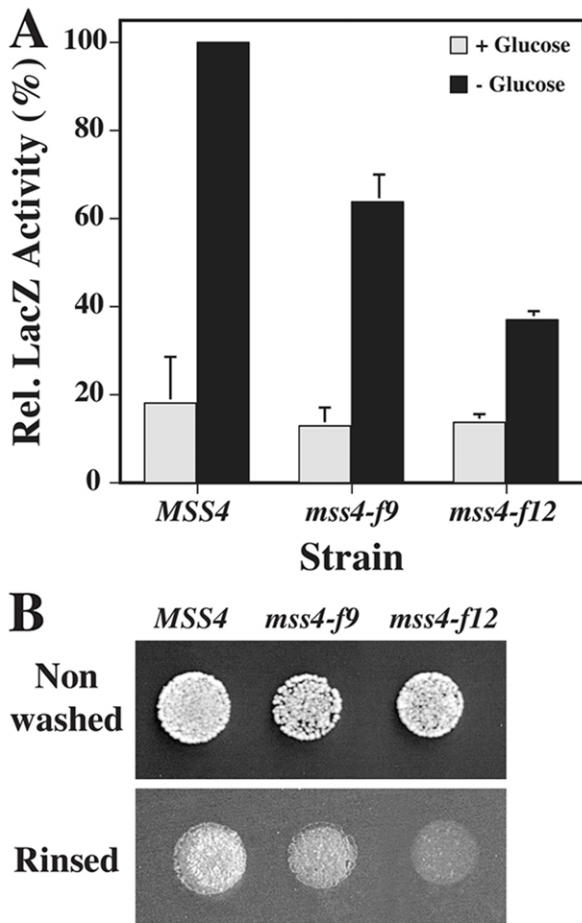 A
Rel. LacZ Activity (%)
100
80
60
40
20
0
+ Glucose
- Glucose
MSS4 mss4-f9 mss4-f12
Strain
B
MSS4 mss4-f9 mss4-f12
Non
washed
Rinsed